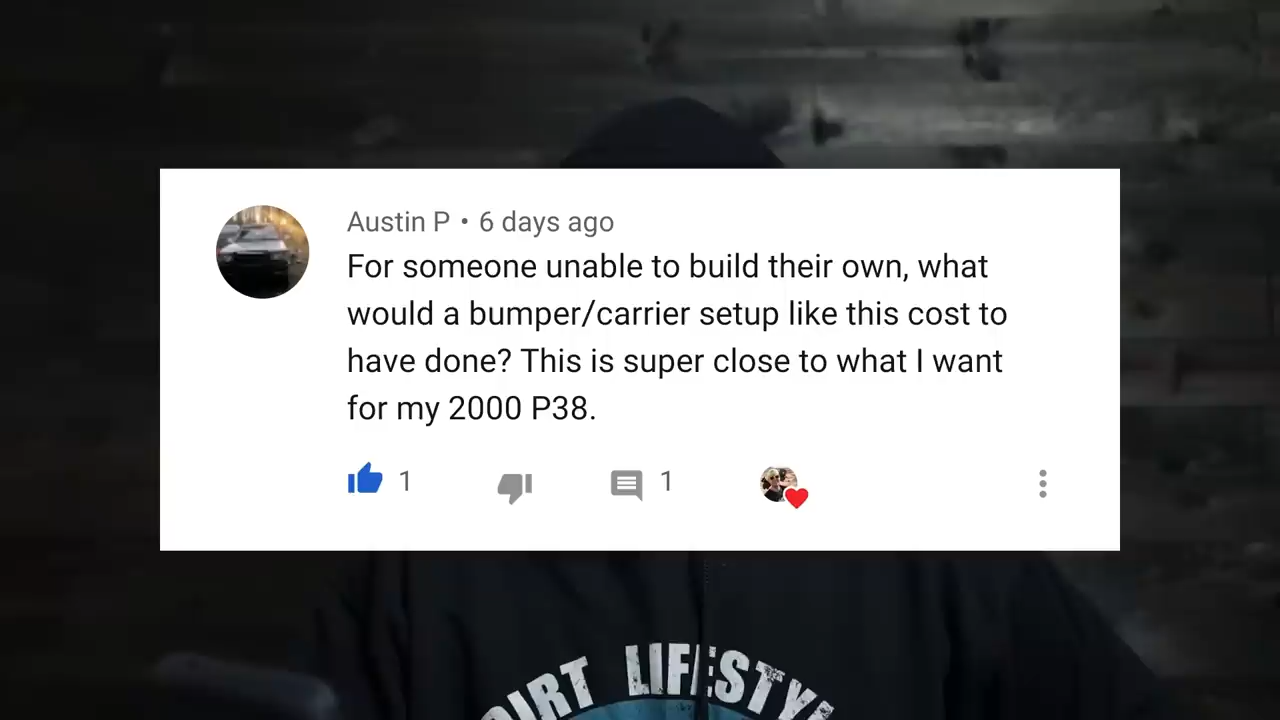 Austin P • 6 days ago
For someone unable to build their own, what
would a bumper/carrier setup like this cost to
have done? This is super close to what I want
for my 2000 P38.
1 1
DIRT LIFESTYLE